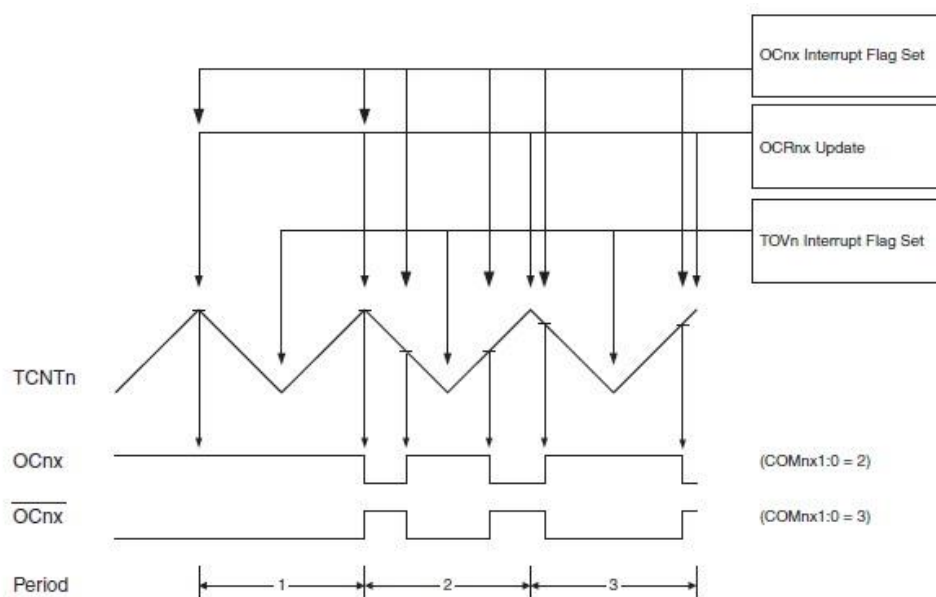 OCnx Interrupt Flag Set
OCRnx Update
TOVn Interrupt Flag Set
TCNTn
OCnx
(COMnx1:0 = 2)
OCnx
(COMnx1:0 = 3)
Period
1
2
3